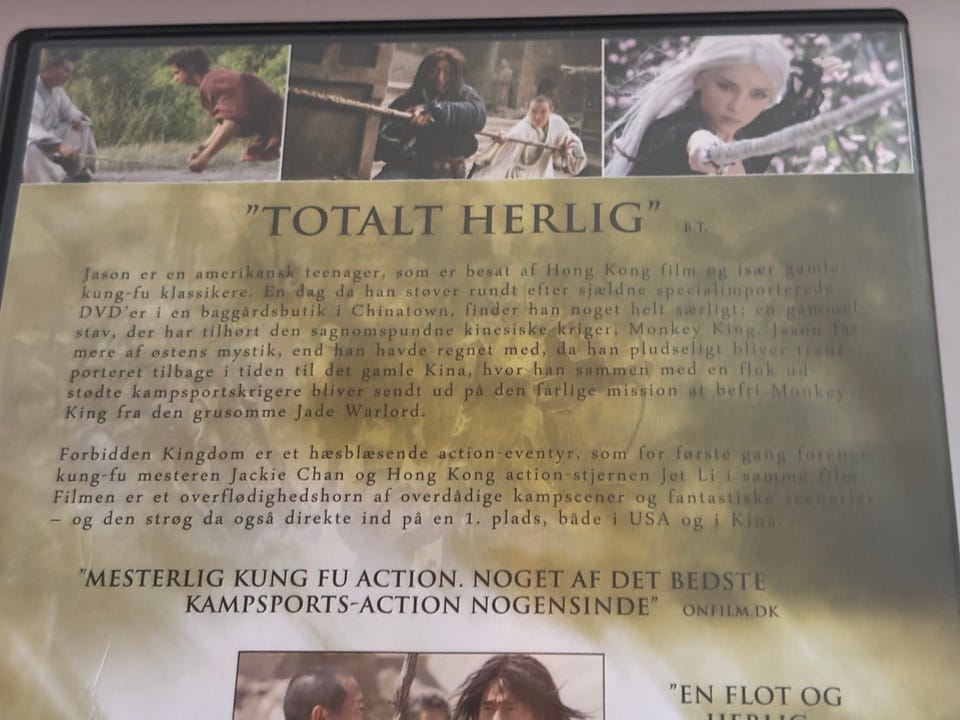 "TOTALT HERLIG" B.T.
Jason er en amerikansk teenager, som er besat af Hong Kong film og især gamle
kung-fu klassikere. En dag da han støver rundt efter sjældne specialimporterede
DVD'er i en baggårdsbutik i Chinatown, finder han noget helt særligt: en gammel
stav, der har tilhørt den sagnomspundne kinesiske kriger, Monkey King. Jason får
mere af østens mystik, end han havde regnet med, da han pludseligt bliver trans-
porteret tilbage i tiden til det gamle Kina, hvor han sammen med en flok ud-
stødte kampsportskrigere bliver sendt ud på den farlige mission at befri Monkey
King fra den grusomme Jade Warlord.
Forbidden Kingdom er et hæsblæsende action-eventyr, som for første gang forener
kung-fu mesteren Jackie Chan og Hong Kong action-stjernen Jet Li i samme film.
Filmen er et overflødighedshorn af overdådige kampscener og fantastiske scenerier
– og den strøg da også direkte ind på en 1. plads, både i USA og i Kina.
"MESTERLIG KUNG FU ACTION. NOGET AF DET BEDSTE
KAMPSPORTS-ACTION NOGENSINDE" ONFILM.DK
"EN FLOT OG
HERLIG